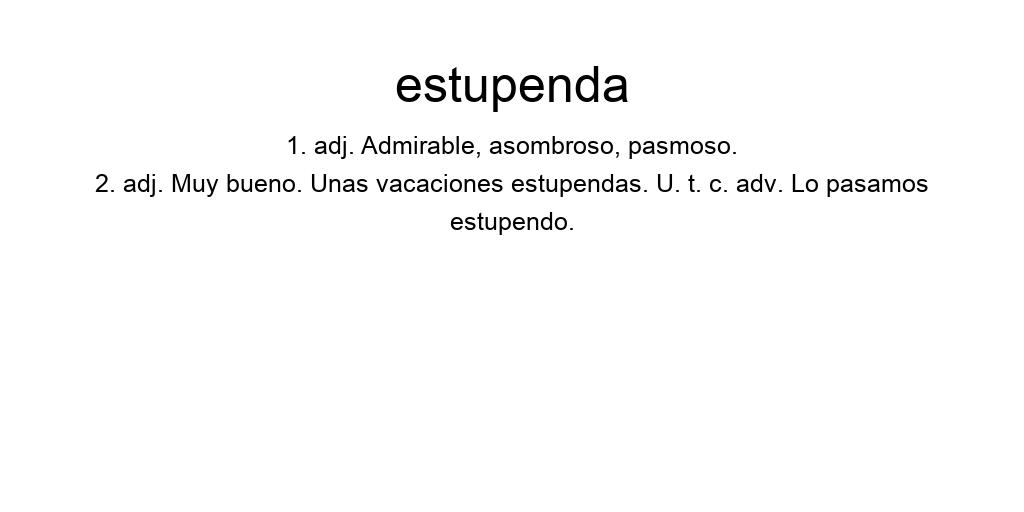 estupenda
1. adj. Admirable, asombroso, pasmoso.
2. adj. Muy bueno. Unas vacaciones estupendas. U. t. c. adv. Lo pasamos
estupendo.